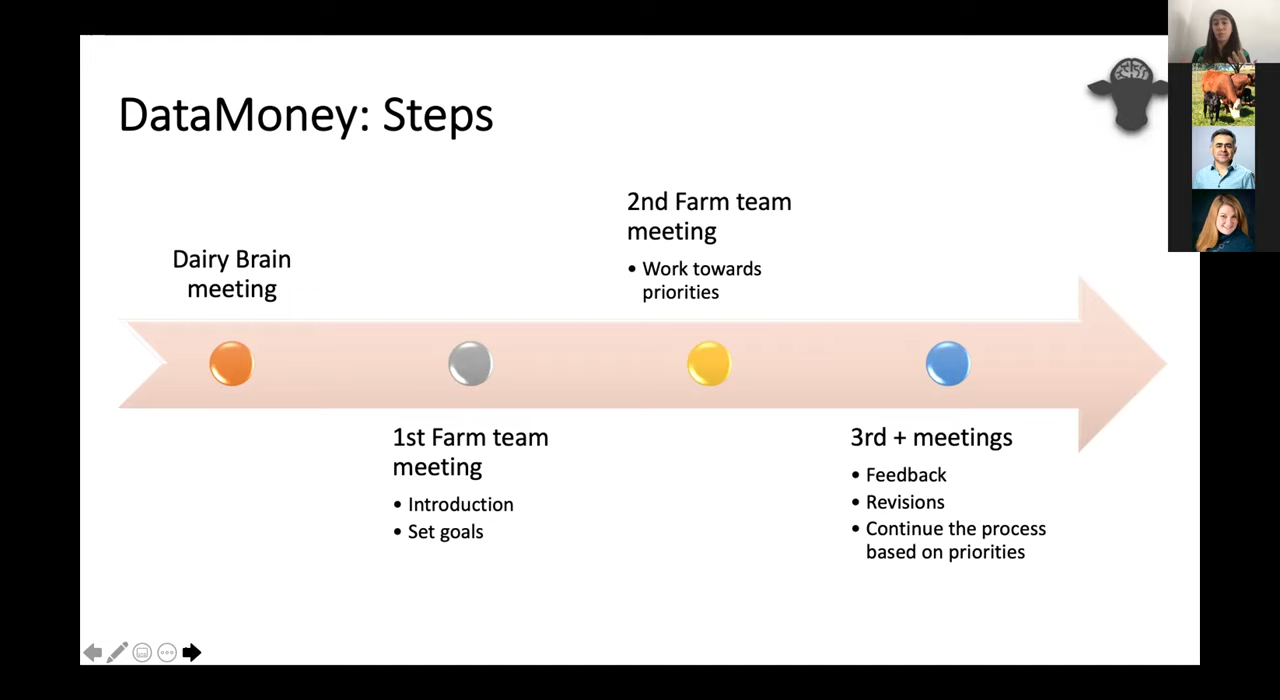 DataMoney: Steps
Dairy Brain
meeting
1st Farm team
meeting
• Introduction
• Set goals
2nd Farm team
meeting
• Work towards
priorities
3rd + meetings
• Feedback
• Revisions
• Continue the process
based on priorities